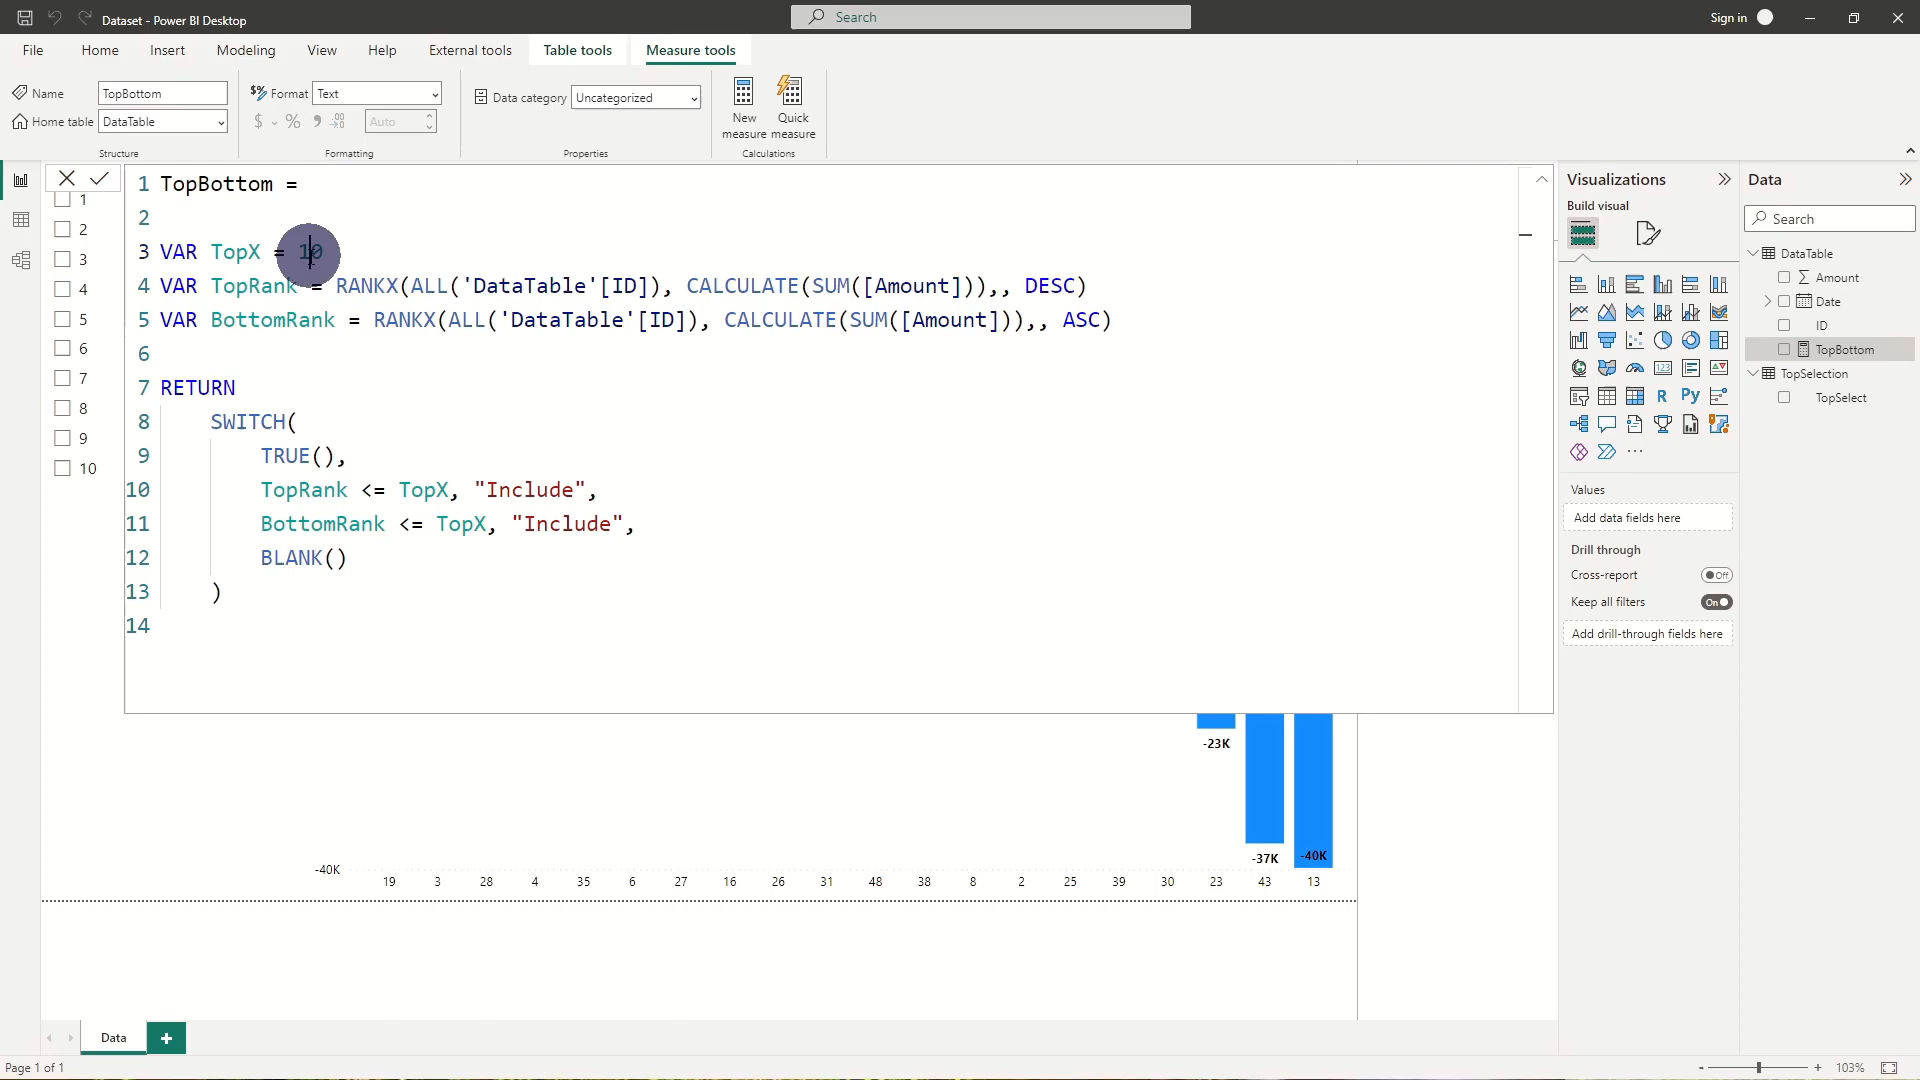 Dataset - Power BI Desktop
Search
Sign in
File
Home
Insert
Modeling
View
Help
External tools
Table tools
Measure tools
Name
TopBottom
Home table
DataTable
Structure
Format
Text
$
%
Auto
Formatting
Data category
Uncategorized
Properties
New measure
Quick measure
Calculations
1
2
3
4
5
6
7
8
9
10
1 TopBottom =
2
3 VAR TopX = 10
4 VAR TopRank = RANKX(ALL('DataTable'[ID]), CALCULATE(SUM([Amount])),, DESC)
5 VAR BottomRank = RANKX(ALL('DataTable'[ID]), CALCULATE(SUM([Amount])),, ASC)
6
7 RETURN
8 SWITCH(
9 TRUE(),
10 TopRank <= TopX, "Include",
11 BottomRank <= TopX, "Include",
12 BLANK()
13 )
14
-23K
-37K
-40K
-40K
19 3 28 4 35 6 27 16 26 31 48 38 8 2 25 39 30 23 43 13
Visualizations
Build visual
123
R
Py
Values
Add data fields here
Drill through
Cross-report
Off
Keep all filters
On
Add drill-through fields here
Data
Search
DataTable
Amount
Date
ID
TopBottom
TopSelection
TopSelect
Data
Page 1 of 1
- + 103%